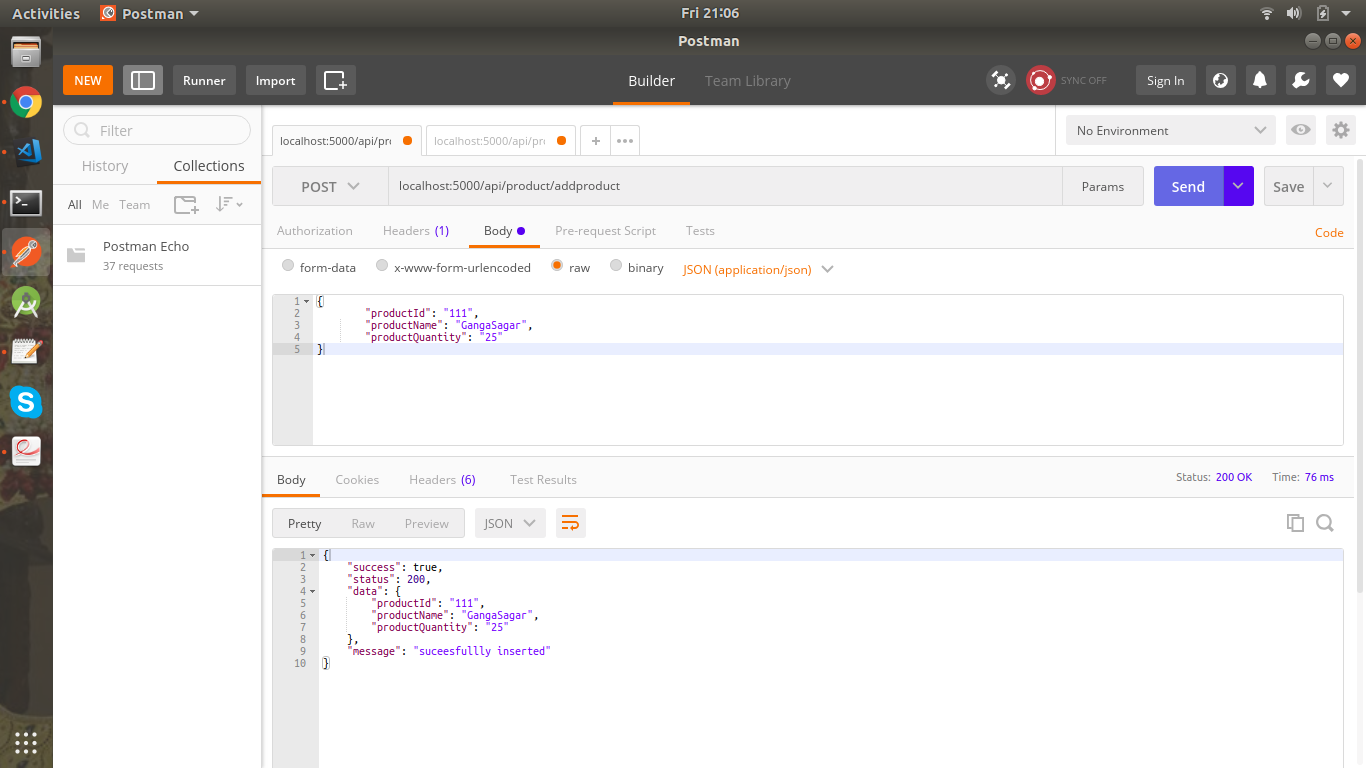 Activities Postman Fri 21:06
Postman
NEW Runner Import Builder Team Library SYNC OFF Sign In
Filter
History Collections
All Me Team
Postman Echo
37 requests
localhost:5000/api/pr localhost:5000/api/pr + ••• No Environment
POST localhost:5000/api/product/addproduct Params Send Save
Authorization Headers (1) Body Pre-request Script Tests Code
form-data x-www-form-urlencoded raw binary JSON (application/json)
1 {
2 "productId": "111",
3 "productName": "GangaSagar",
4 "productQuantity": "25"
5 }
Body Cookies Headers (6) Test Results Status: 200 OK Time: 76 ms
Pretty Raw Preview JSON
1 {
2 "success": true,
3 "status": 200,
4 "data": {
5 "productId": "111",
6 "productName": "GangaSagar",
7 "productQuantity": "25"
8 },
9 "message": "suceesfullly inserted"
10 }